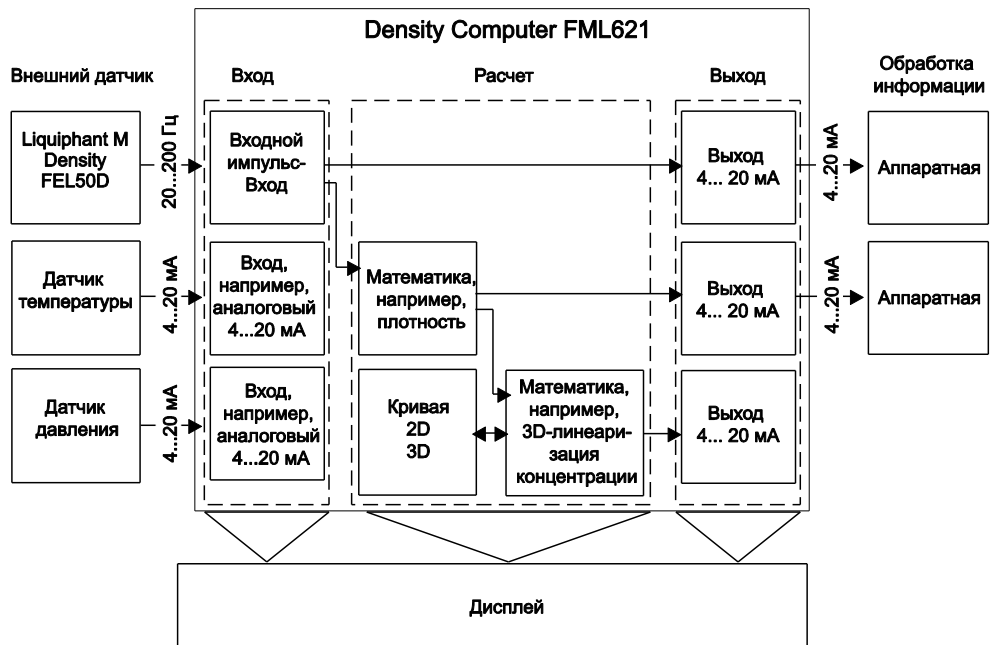 Density Computer FML621
Внешний датчик
Вход
Расчет
Выход
Обработка
информации
Liquiphant M
Density
FEL50D
20...200 Гц
Входной
импульс-
Вход
Выход
4... 20 мА
4...20 мА
Аппаратная
Датчик
температуры
4...20 мА
Вход,
например,
аналоговый
4...20 мА
Математика,
например,
плотность
Выход
4... 20 мА
4...20 мА
Аппаратная
Датчик
давления
4...20 мА
Вход,
например,
аналоговый
4...20 мА
Кривая
2D
3D
Математика,
например,
3D-линеари-
зация
концентрации
Выход
4... 20 мА
Дисплей